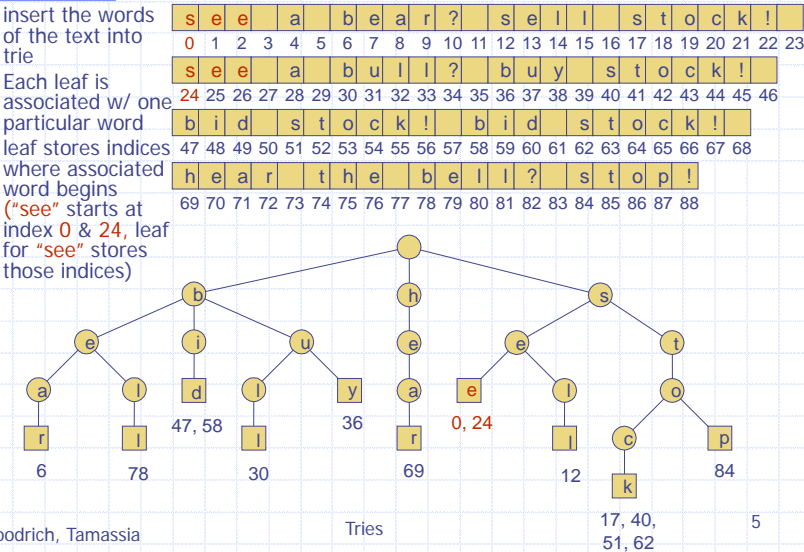 insert the words
of the text into
trie
Each leaf is
associated w/ one
particular word
leaf stores indices
where associated
word begins
("see" starts at
index 0 & 24, leaf
for "see" stores
those indices)
s e e a b e a r ? s e l l s t o c k !
0 1 2 3 4 5 6 7 8 9 10 11 12 13 14 15 16 17 18 19 20 21 22 23
s e e a b u l l ? b u y s t o c k !
24 25 26 27 28 29 30 31 32 33 34 35 36 37 38 39 40 41 42 43 44 45 46
b i d s t o c k ! b i d s t o c k !
47 48 49 50 51 52 53 54 55 56 57 58 59 60 61 62 63 64 65 66 67 68
h e a r t h e b e l l ? s t o p !
69 70 71 72 73 74 75 76 77 78 79 80 81 82 83 84 85 86 87 88
b h s
e i u e e t
a l d l y a e l o
47, 58 36 0, 24
r l l r l c p
6 78 30 69 12 84
k
17, 40,
51, 62
oodrich, Tamassia
Tries
5